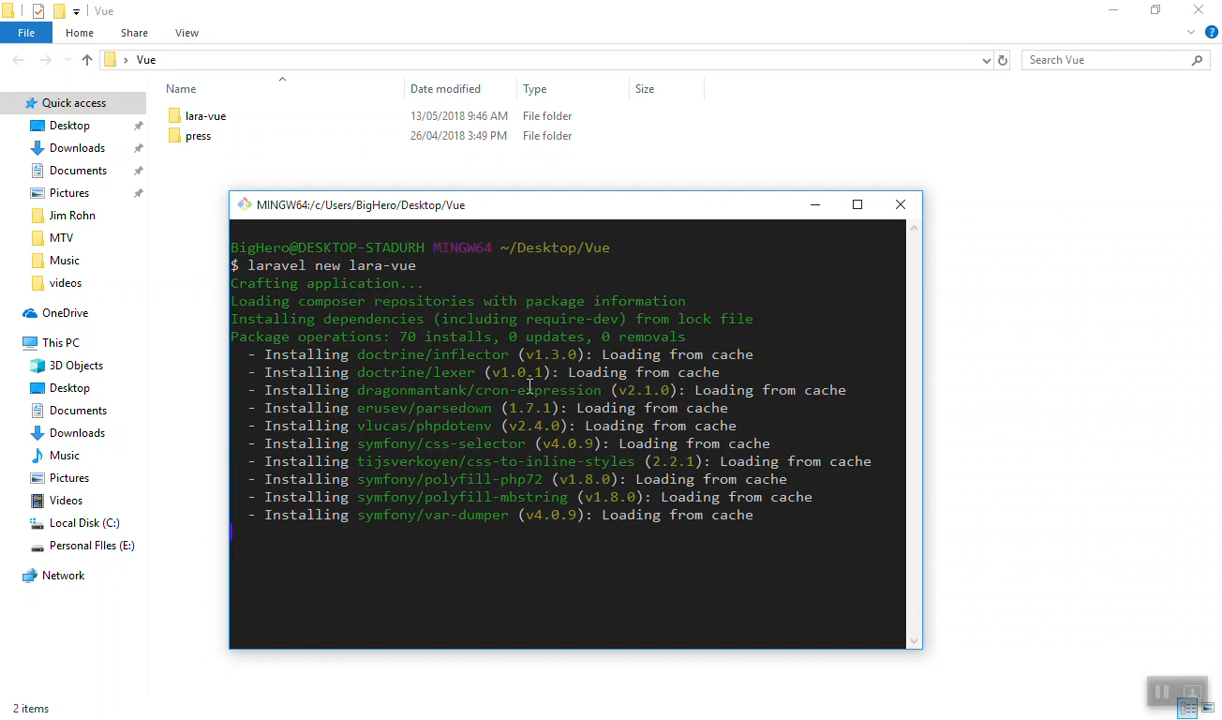 Vue
File
Home
Share
View
Vue
Search Vue
Name
Date modified
Type
Size
lara-vue
13/05/2018 9:46 AM
File folder
press
26/04/2018 3:49 PM
File folder
Quick access
Desktop
Downloads
Documents
Pictures
Jim Rohn
MTV
Music
videos
OneDrive
This PC
3D Objects
Desktop
Documents
Downloads
Music
Pictures
Videos
Local Disk (C:)
Personal FIles (E:)
Network
2 items
MINGW64:/c/Users/BigHero/Desktop/Vue
BigHero@DESKTOP-STADURH MINGW64 ~/Desktop/Vue
$ laravel new lara-vue
Crafting application...
Loading composer repositories with package information
Installing dependencies (including require-dev) from lock file
Package operations: 70 installs, 0 updates, 0 removals
- Installing doctrine/inflector (v1.3.0): Loading from cache
- Installing doctrine/lexer (v1.0.1): Loading from cache
- Installing dragonmantank/cron-expression (v2.1.0): Loading from cache
- Installing erusev/parsedown (1.7.1): Loading from cache
- Installing vlucas/phpdotenv (v2.4.0): Loading from cache
- Installing symfony/css-selector (v4.0.9): Loading from cache
- Installing tijsverkoyen/css-to-inline-styles (2.2.1): Loading from cache
- Installing symfony/polyfill-php72 (v1.8.0): Loading from cache
- Installing symfony/polyfill-mbstring (v1.8.0): Loading from cache
- Installing symfony/var-dumper (v4.0.9): Loading from cache